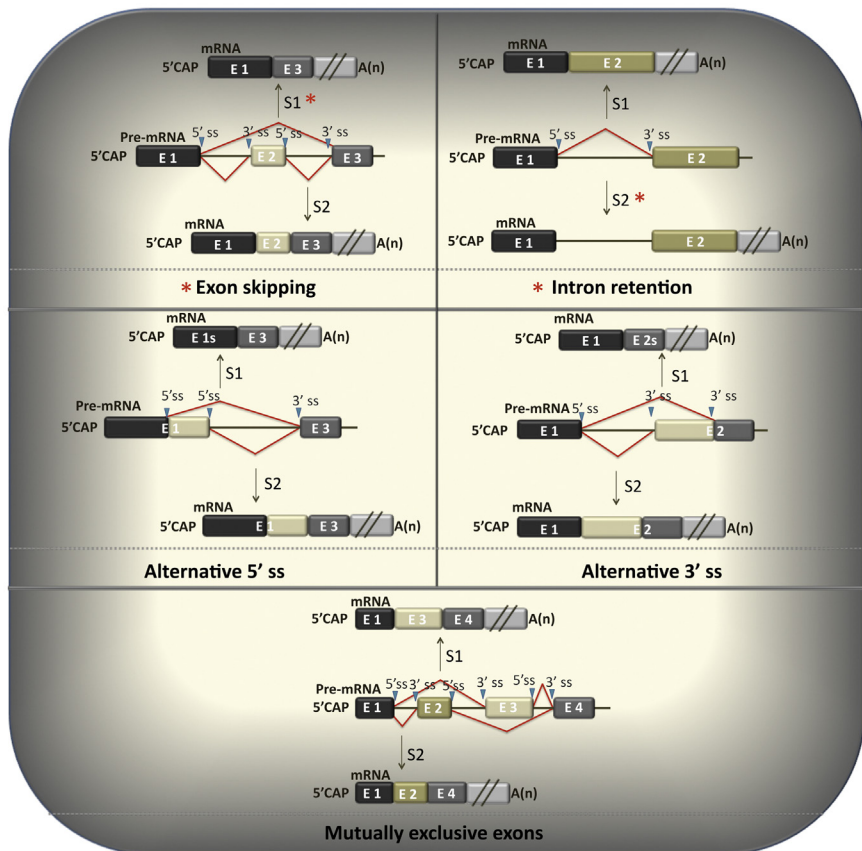 mRNA
5'CAP E 1 E 3 A(n)
S1 *
5' ss 3' ss 5' ss 3' ss
Pre-mRNA
5'CAP E 1 E 2 E 3
S2
mRNA
5'CAP E 1 E 2 E 3 A(n)
* Exon skipping
mRNA
5'CAP E 1 E 2 A(n)
S1
5' ss 3' ss
Pre-mRNA
5'CAP E 1 E 2
S2 *
mRNA
5'CAP E 1 E 2 A(n)
* Intron retention
mRNA
5'CAP E 1s E 3 A(n)
S1
5'ss 5'ss 3' ss
Pre-mRNA
5'CAP E 1 E 3
S2
mRNA
5'CAP E 1 E 3 A(n)
Alternative 5' ss
mRNA
5'CAP E 1 E 2s A(n)
S1
5'ss 3' ss 3' ss
Pre-mRNA
5'CAP E 1 E 2
S2
mRNA
5'CAP E 1 E 2 A(n)
Alternative 3' ss
mRNA
5'CAP E 1 E 3 E 4 A(n)
S1
5'ss 3' ss 5'ss 3' ss 5'ss 3' ss
Pre-mRNA
5'CAP E 1 E 2 E 3 E 4
S2
mRNA
5'CAP E 1 E 2 E 4 A(n)
Mutually exclusive exons